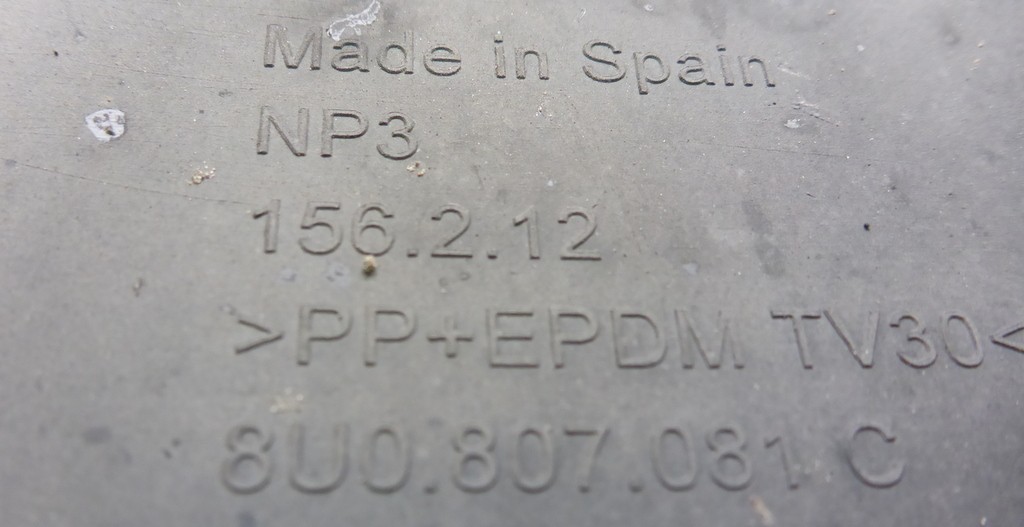 Made in Spain
NP3
156.2.12
>PP+EPDM TV30<
8U0.807.081 C